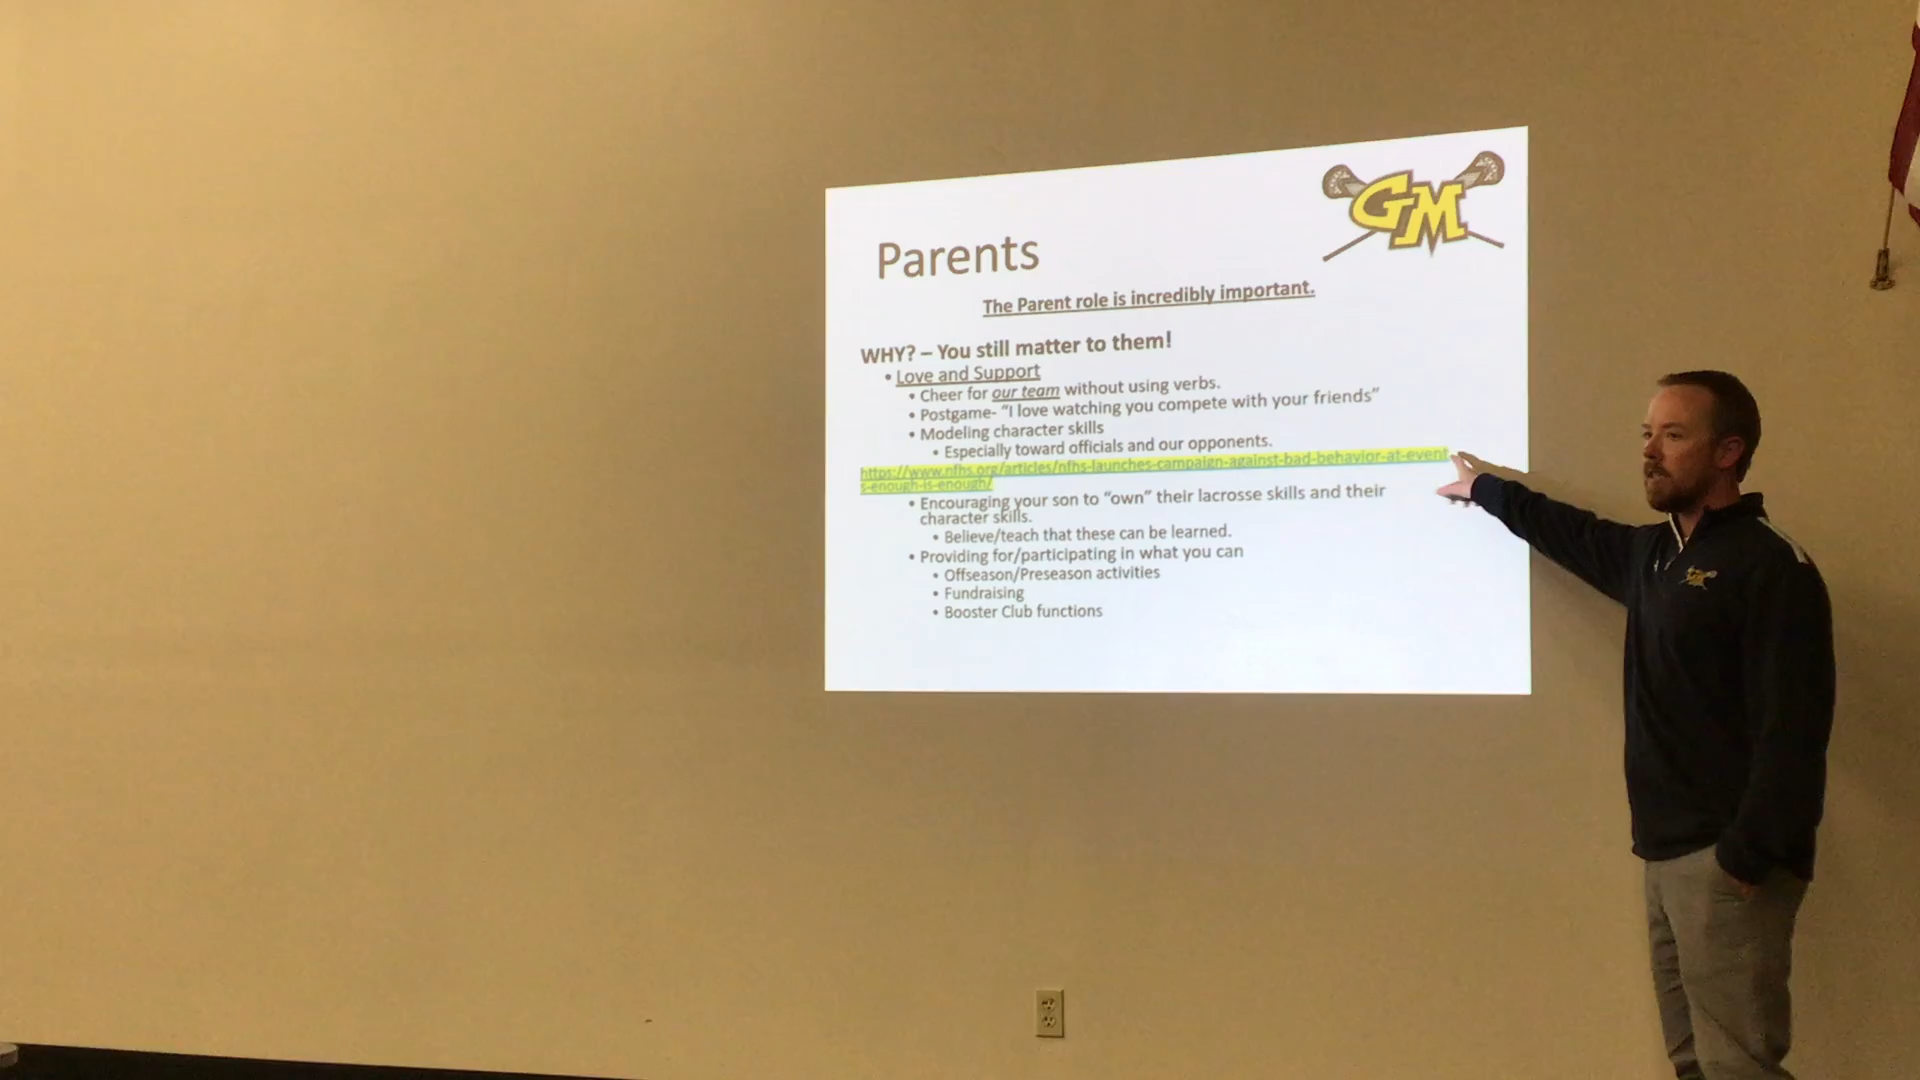 GM
Parents
The Parent role is incredibly important.
WHY? – You still matter to them!
• Love and Support
• Cheer for our team without using verbs.
• Postgame- “I love watching you compete with your friends”
• Modeling character skills
• Especially toward officials and our opponents.
https://www.nfhs.org/articles/nfhs-launches-campaign-against-bad-behavior-at-event
s-enough-is-enough/
• Encouraging your son to “own” their lacrosse skills and their
character skills.
• Believe/teach that these can be learned.
• Providing for/participating in what you can
• Offseason/Preseason activities
• Fundraising
• Booster Club functions